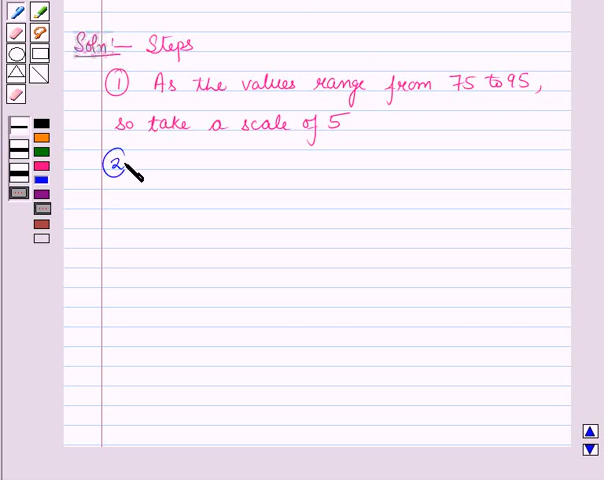 Soln:- Steps
① As the values range from 75 to 95,
so take a scale of 5
②